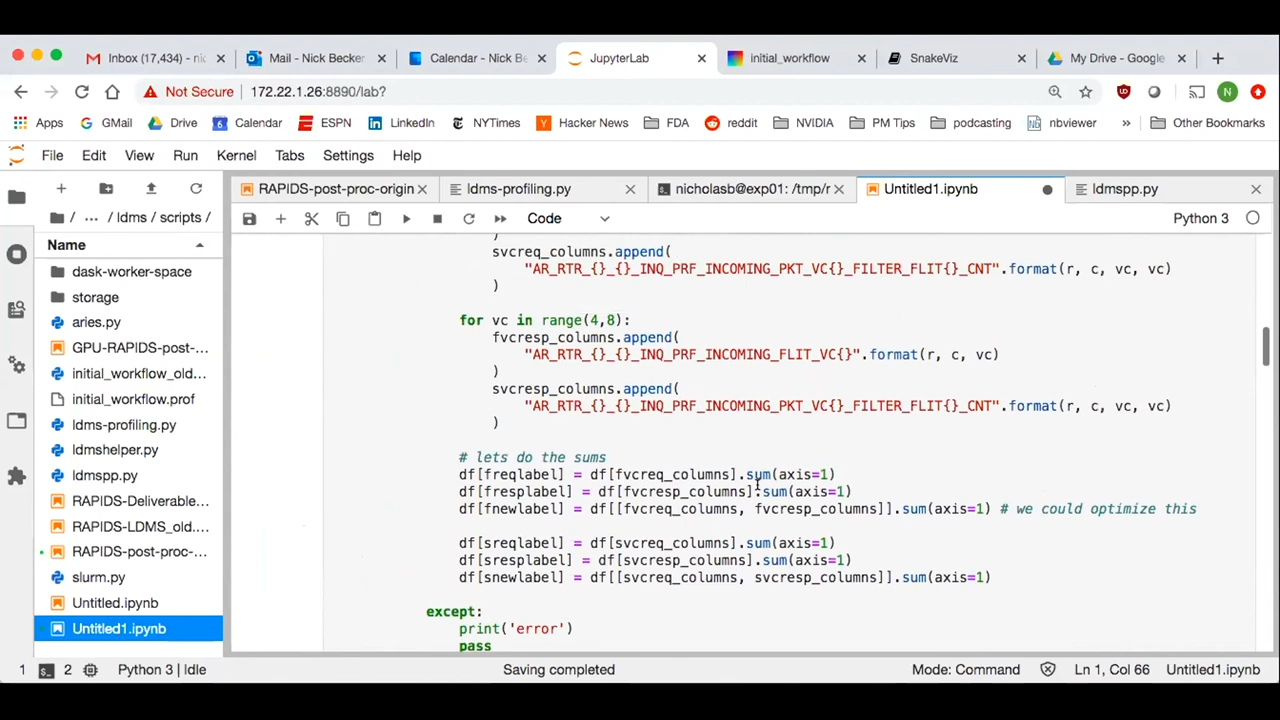 Inbox (17,434) - nic
Mail - Nick Becker
Calendar - Nick Be
JupyterLab
initial_workflow
SnakeViz
My Drive - Google
Not Secure
172.22.1.26:8890/lab?
Apps
GMail
Drive
Calendar
ESPN
LinkedIn
NYTimes
Hacker News
FDA
reddit
NVIDIA
PM Tips
podcasting
nbviewer
»
Other Bookmarks
File
Edit
View
Run
Kernel
Tabs
Settings
Help
RAPIDS-post-proc-origin
ldms-profiling.py
nicholasb@exp01: /tmp/r
Untitled1.ipynb
ldmspp.py
/ ... / ldms / scripts /
Code
Python 3
Name
dask-worker-space
storage
aries.py
GPU-RAPIDS-post-...
initial_workflow_old...
initial_workflow.prof
ldms-profiling.py
ldmshelper.py
ldmspp.py
RAPIDS-Deliverable...
RAPIDS-LDMS_old....
RAPIDS-post-proc-...
slurm.py
Untitled.ipynb
Untitled1.ipynb
)
svcreq_columns.append(
"AR_RTR_{}_{}_INQ_PRF_INCOMING_PKT_VC{}_FILTER_FLIT{}_CNT".format(r, c, vc, vc)
)
for vc in range(4,8):
fvcresp_columns.append(
"AR_RTR_{}_{}_INQ_PRF_INCOMING_FLIT_VC{}".format(r, c, vc)
)
svcresp_columns.append(
"AR_RTR_{}_{}_INQ_PRF_INCOMING_PKT_VC{}_FILTER_FLIT{}_CNT".format(r, c, vc, vc)
)
# lets do the sums
df[freqlabel] = df[fvcreq_columns].sum(axis=1)
df[fresplabel] = df[fvcresp_columns].sum(axis=1)
df[fnewlabel] = df[[fvcreq_columns, fvcresp_columns]].sum(axis=1) # we could optimize this
df[sreqlabel] = df[svcreq_columns].sum(axis=1)
df[sresplabel] = df[svcresp_columns].sum(axis=1)
df[snewlabel] = df[[svcreq_columns, svcresp_columns]].sum(axis=1)
except:
print('error')
pass
1
2
Python 3 | Idle
Saving completed
Mode: Command
Ln 1, Col 66
Untitled1.ipynb